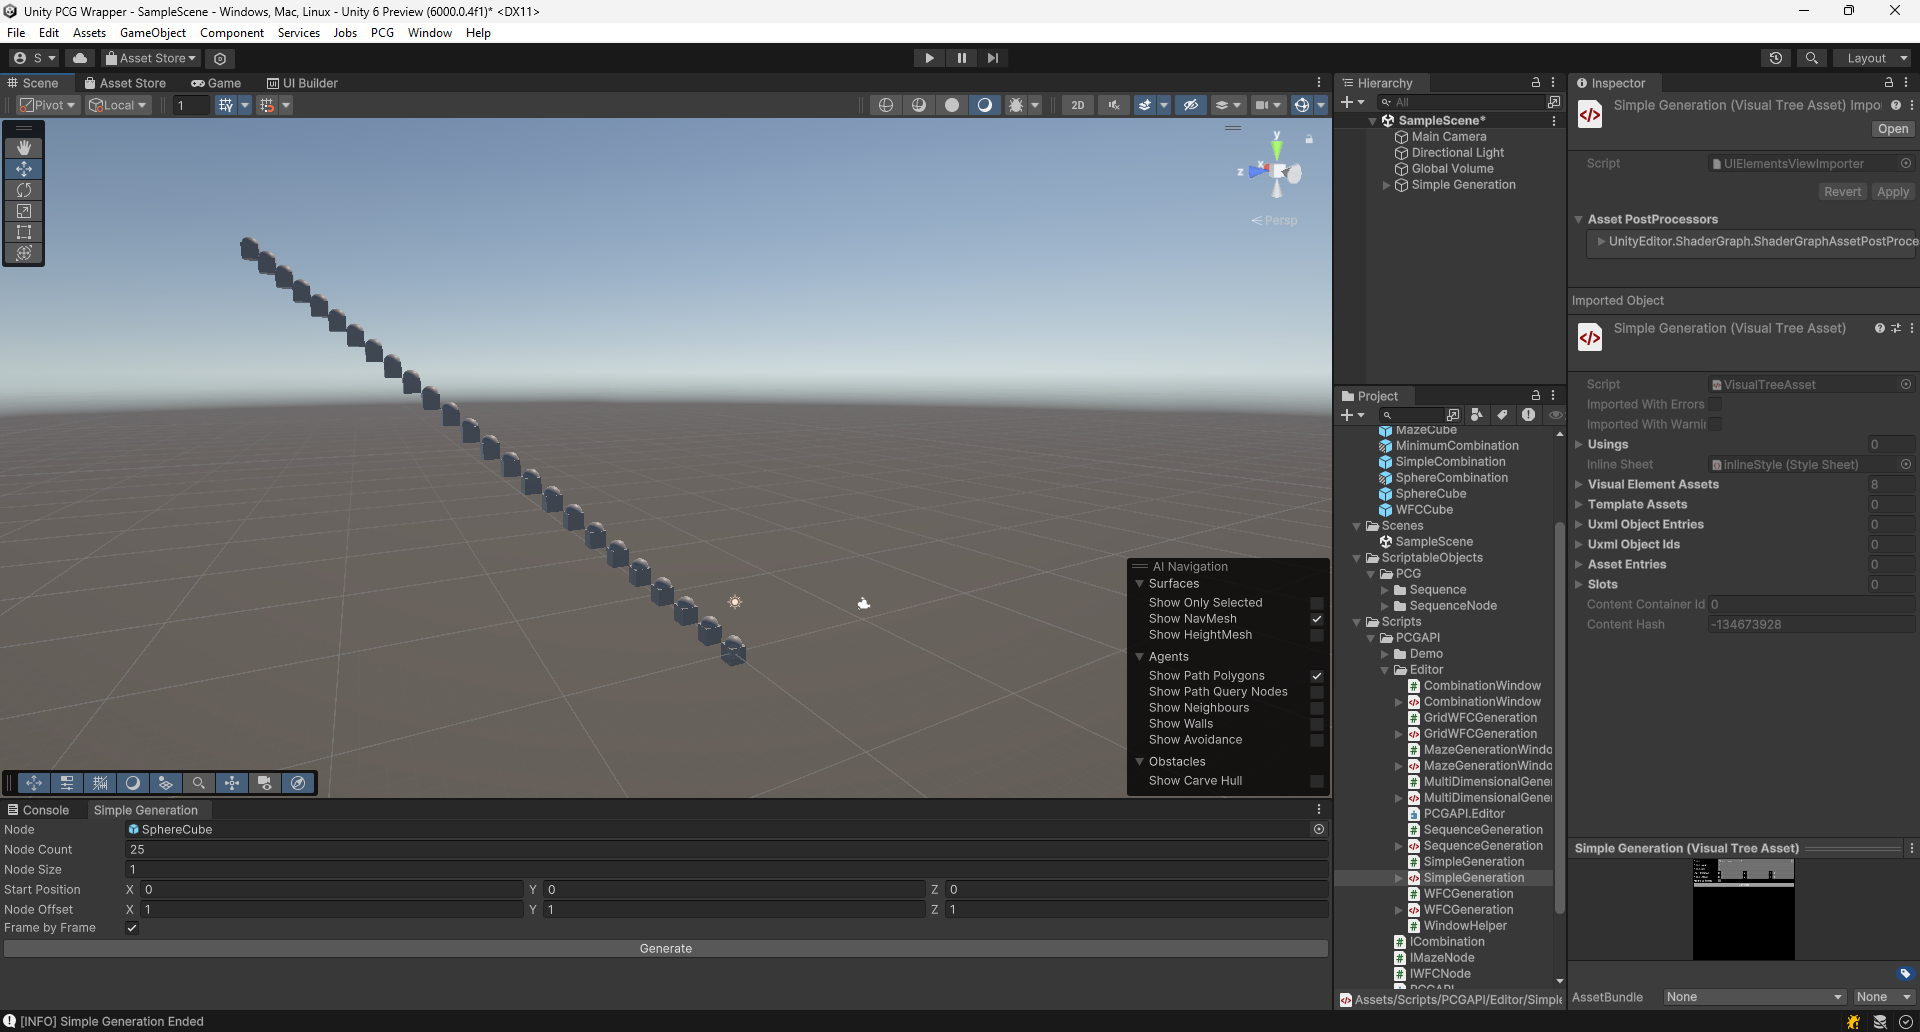 Unity PCG Wrapper - SampleScene - Windows, Mac, Linux - Unity 6 Preview (6000.0.4f1)* <DX11>
File Edit Assets GameObject Component Services Jobs PCG Window Help
S Asset Store Layout
Scene Asset Store Game UI Builder
Pivot Local 1 2D
y
x
z
Persp
AI Navigation
Surfaces
Show Only Selected
Show NavMesh
Show HeightMesh
Agents
Show Path Polygons
Show Path Query Nodes
Show Neighbours
Show Walls
Show Avoidance
Obstacles
Show Carve Hull
Console Simple Generation
Node SphereCube
Node Count 25
Node Size 1
Start Position X 0 Y 0 Z 0
Node Offset X 1 Y 1 Z 1
Frame by Frame
Generate
[INFO] Simple Generation Ended
Hierarchy
All
SampleScene*
Main Camera
Directional Light
Global Volume
Simple Generation
Project
MazeCube
MinimumCombination
SimpleCombination
SphereCombination
SphereCube
WFCCube
Scenes
SampleScene
ScriptableObjects
PCG
Sequence
SequenceNode
Scripts
PCGAPI
Demo
Editor
CombinationWindow
CombinationWindow
GridWFCGeneration
GridWFCGeneration
MazeGenerationWindo
MazeGenerationWindo
MultiDimensionalGener
MultiDimensionalGener
PCGAPI.Editor
SequenceGeneration
SequenceGeneration
SimpleGeneration
SimpleGeneration
WFCGeneration
WFCGeneration
WindowHelper
ICombination
IMazeNode
IWFCNode
PCGAPI
Assets/Scripts/PCGAPI/Editor/Simple
Inspector
Simple Generation (Visual Tree Asset) Impo
Open
Script UIElementsViewImporter
Revert Apply
Asset PostProcessors
UnityEditor.ShaderGraph.ShaderGraphAssetPostProce
Imported Object
Simple Generation (Visual Tree Asset)
Script VisualTreeAsset
Imported With Errors
Imported With Warnin
Usings 0
Inline Sheet inlineStyle (Style Sheet)
Visual Element Assets 8
Template Assets 0
Uxml Object Entries 0
Uxml Object Ids 0
Asset Entries 0
Slots 0
Content Container Id 0
Content Hash -134673928
Simple Generation (Visual Tree Asset)
AssetBundle None None